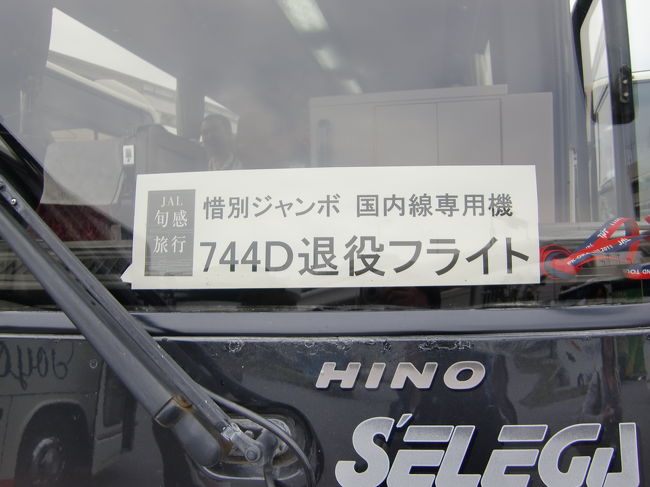 JAL
旬感
旅行
惜別ジャンボ 国内線専用機
744D退役フライト
HINO
S'ELEGA